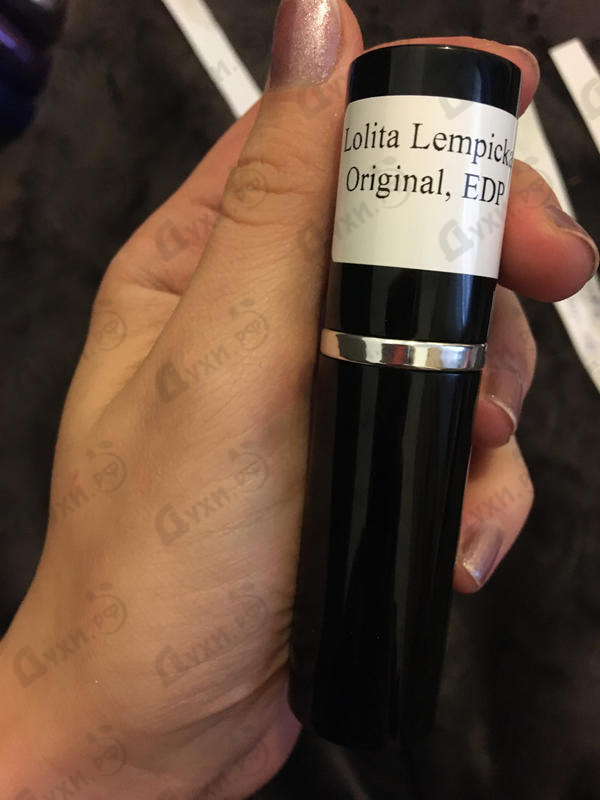 Lolita Lempicka
Original, EDP
Духи.РФ